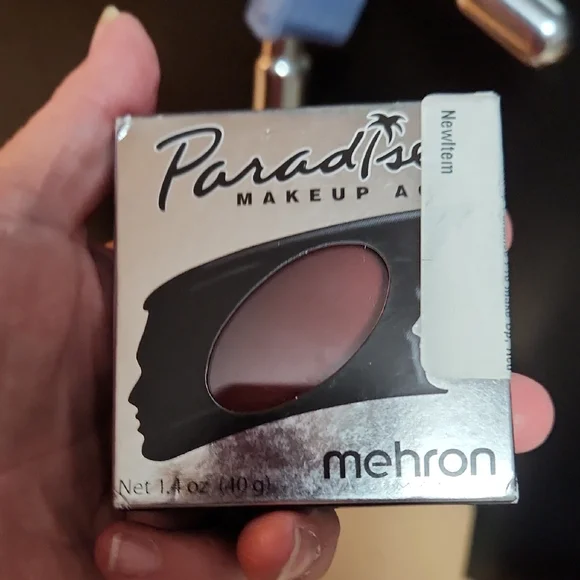 Paradise
MAKEUP A
NewItem
mehron
Net 1.4 oz (40 g)